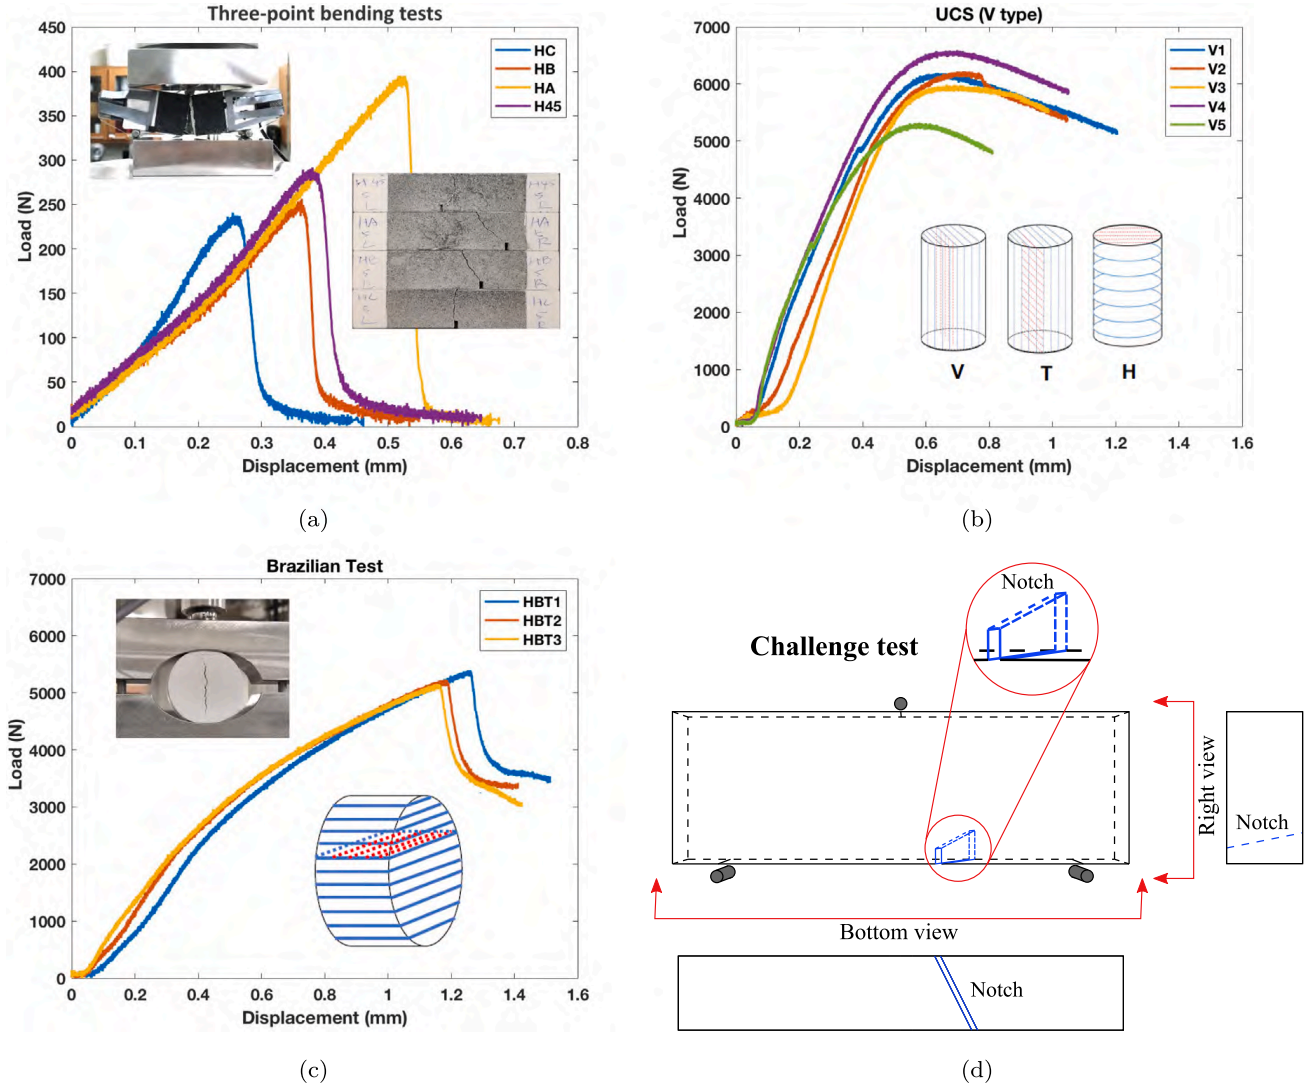 Three-point bending tests
450
400
350
300
250
200
150
100
50
0
Load (N)
0 0.1 0.2 0.3 0.4 0.5 0.6 0.7 0.8
Displacement (mm)
HC
HB
HA
H45
HA
HA
HB
HC
(a)
UCS (V type)
7000
6000
5000
4000
3000
2000
1000
0
Load (N)
0 0.2 0.4 0.6 0.8 1 1.2 1.4 1.6
Displacement (mm)
V1
V2
V3
V4
V5
V T H
(b)
Brazilian Test
7000
6000
5000
4000
3000
2000
1000
0
Load (N)
0 0.2 0.4 0.6 0.8 1 1.2 1.4 1.6
Displacement (mm)
HBT1
HBT2
HBT3
(c)
Notch
Challenge test
Right view
Notch
Bottom view
Notch
(d)